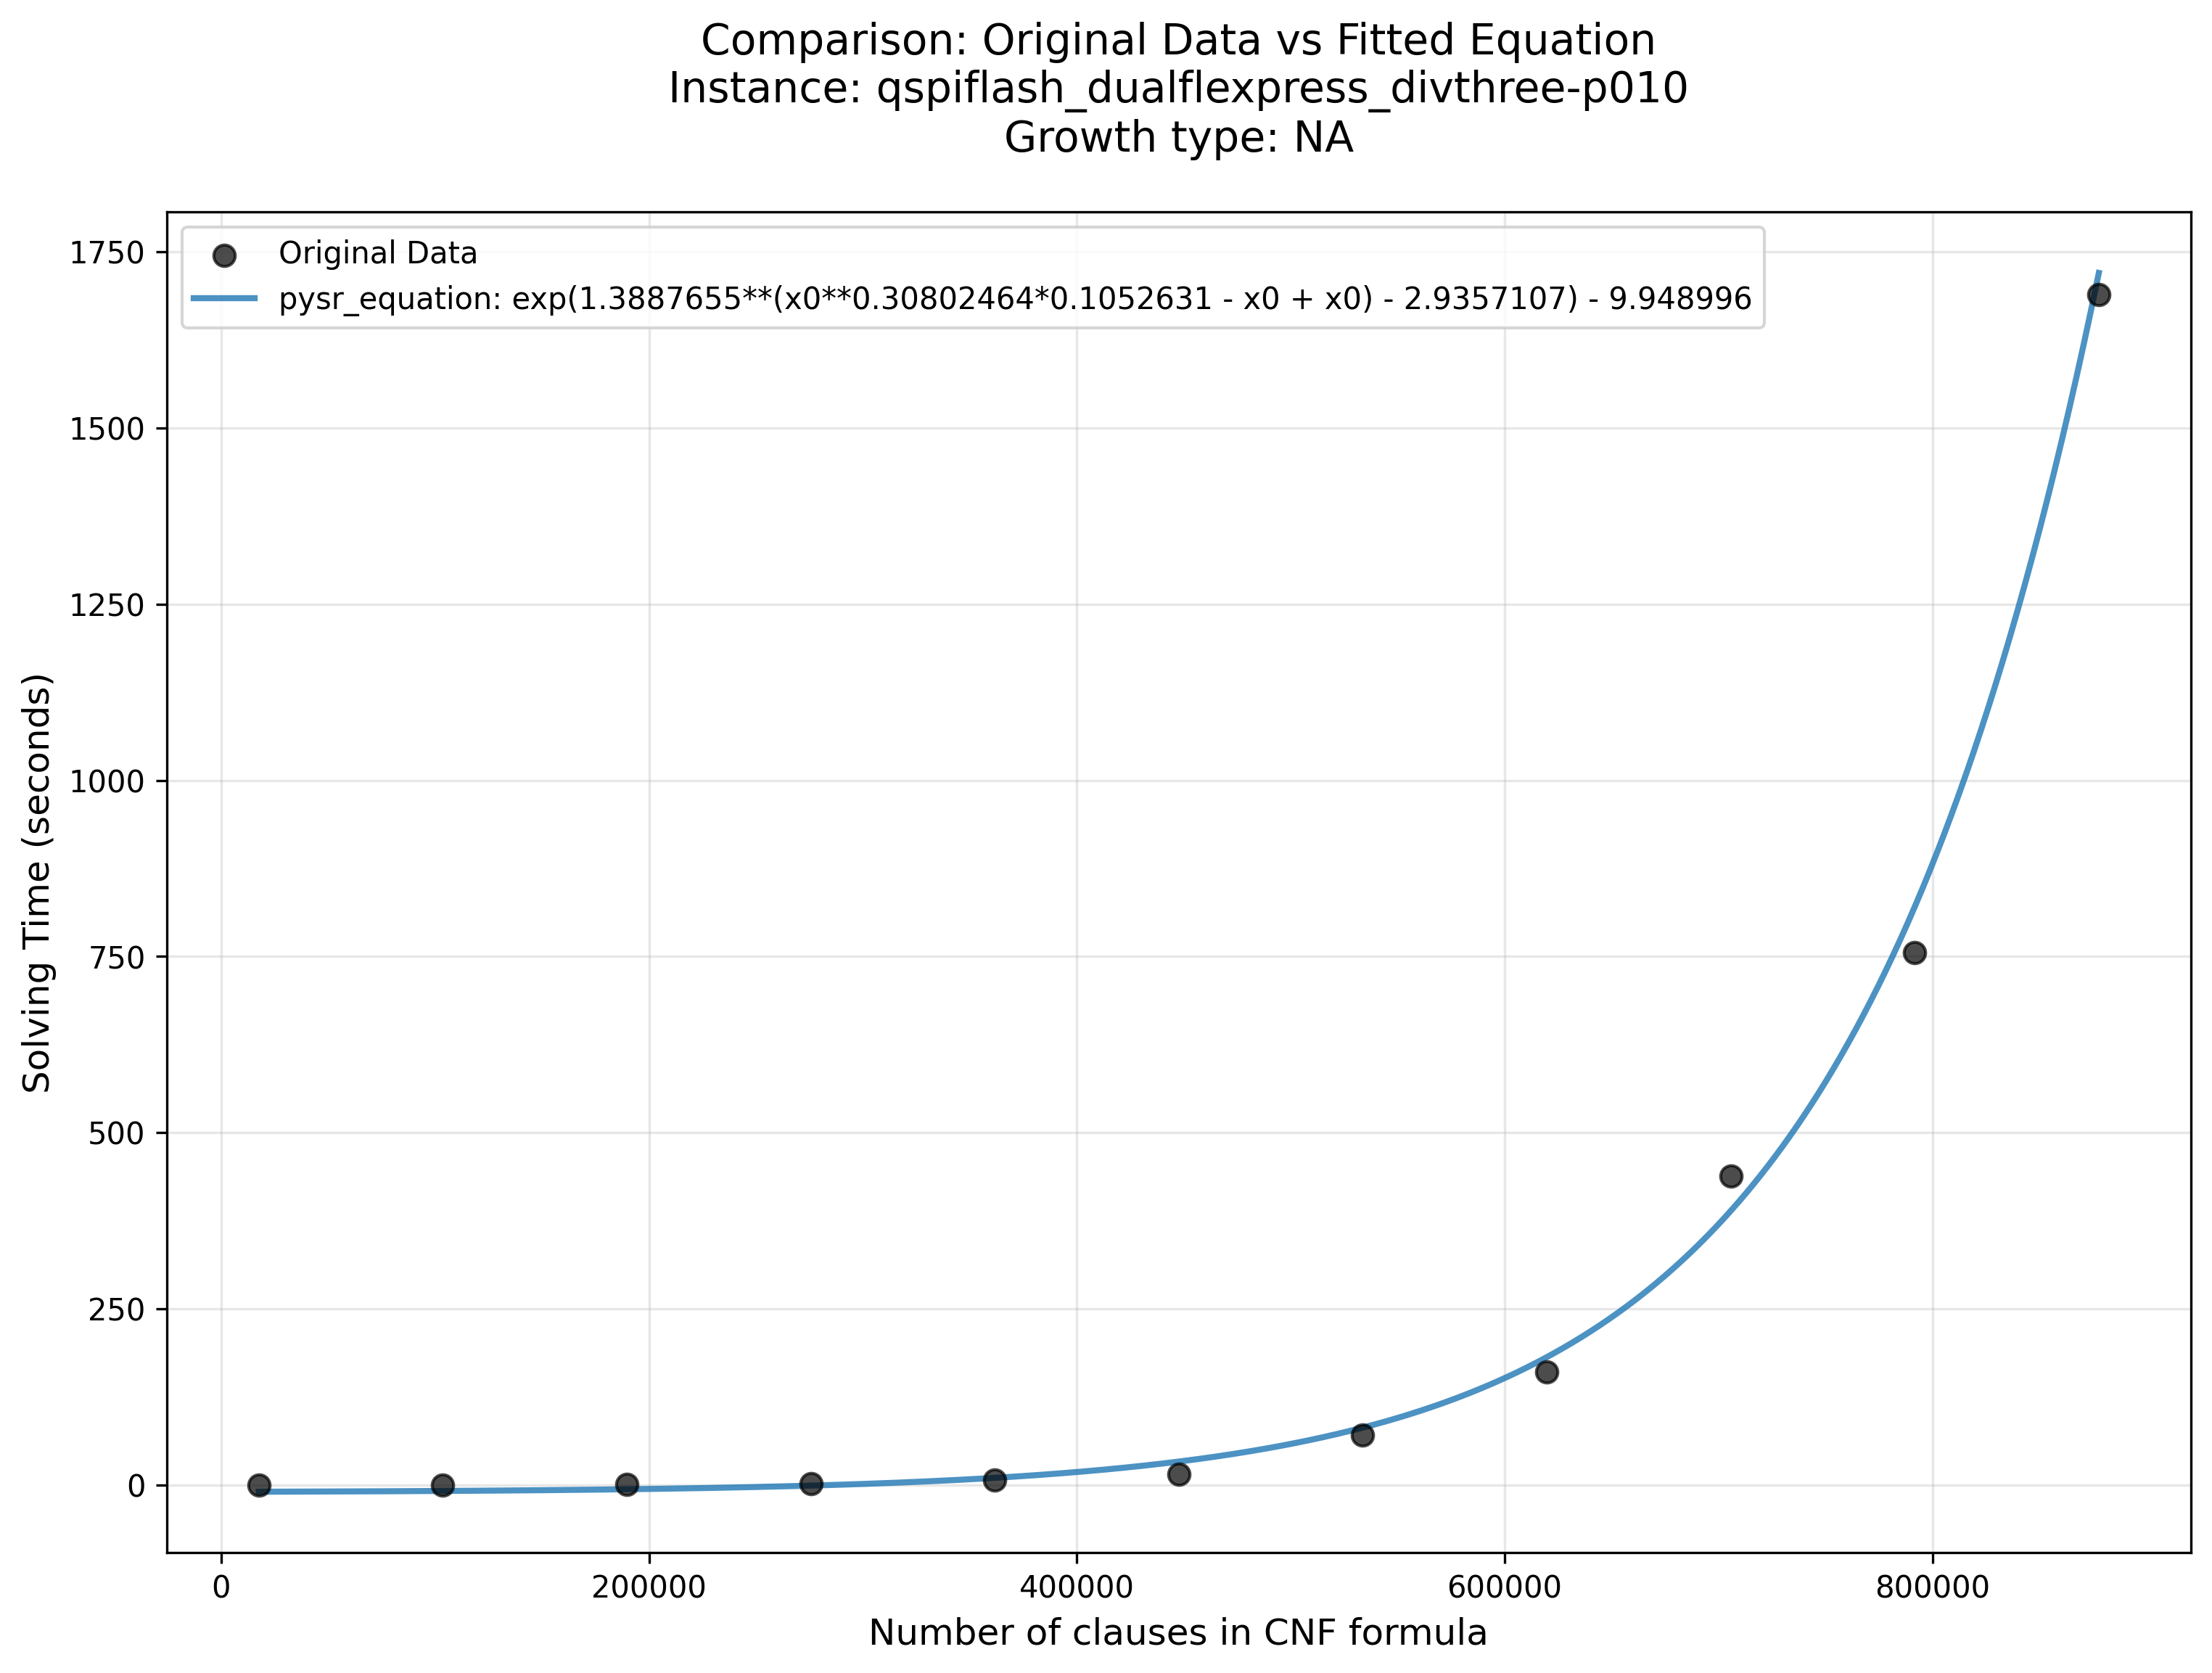 Comparison: Original Data vs Fitted Equation
Instance: qspiflash_dualflexpress_divthree-p010
Growth type: NA
Original Data
pysr_equation: exp(1.3887655**(x0**0.30802464*0.1052631 - x0 + x0) - 2.9357107) - 9.948996
1750
1500
1250
1000
750
500
250
0
Solving Time (seconds)
0
200000
400000
600000
800000
Number of clauses in CNF formula